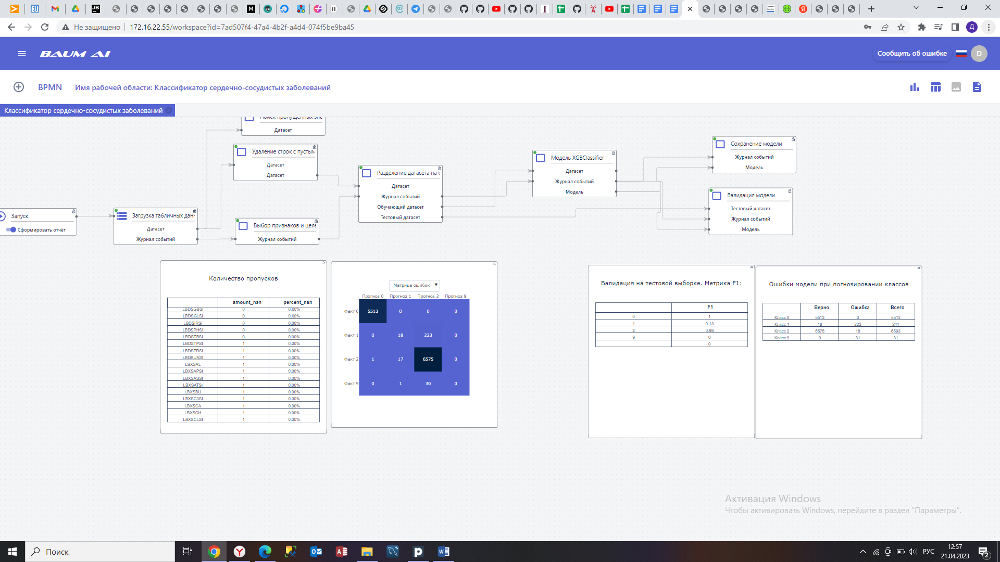 Не защищено
172.16.22.55/workspace?id=7ad507f4-47a4-4b2f-a4d4-074f5be9ba45
Д
BAUM AI
Сообщить об ошибке
D
BPMN
Имя рабочей области: Классификатор сердечно-сосудистых заболеваний
Классификатор сердечно-сосудистых заболеваний
Датасет
Удаление строк с пустым
Датасет
Датасет
Запуск
Сформировать отчёт
Загрузка табличных данн
Датасет
Журнал событий
Выбор признаков и целе
Журнал событий
Разделение датасета на о
Датасет
Журнал событий
Обучающий датасет
Тестовый датасет
Модель XGBClassifier
Датасет
Журнал событий
Модель
Сохранение модели
Журнал событий
Модель
Валидация модели
Тестовый датасет
Журнал событий
Модель
Количество пропусков
amount_nan percent_nan
LBDSGBSI 0 0.00%
LBDSGLSI 0 0.00%
LBDSIRSI 0 0.00%
LBDSPHSI 0 0.00%
LBDSTBSI 0 0.00%
LBDSTPSI 1 0.00%
LBDSTRSI 1 0.00%
LBDSUASI 1 0.00%
LBXSAL 1 0.00%
LBXSAPSI 1 0.00%
LBXSASSI 1 0.00%
LBXSATSI 1 0.00%
LBXSBU 1 0.00%
LBXSC3SI 1 0.00%
LBXSCA 1 0.00%
LBXSCH 1 0.00%
LBXSCLSI 1 0.00%
Матрица ошибок
Прогноз 0 Прогноз 1 Прогноз 2 Прогноз 9
Факт 0 5513 0 0 0
Факт 1 0 18 223 0
Факт 2 1 17 6575 0
Факт 9 0 1 30 0
Валидация на тестовой выборке. Метрика F1:
F1
0 1
1 0.13
2 0.98
9 0
0
Ошибки модели при погнозировании классов
Верно Ошибка Всего
Класс 0 5513 0 5513
Класс 1 18 223 241
Класс 2 6575 18 6593
Класс 9 0 31 31
Активация Windows
Чтобы активировать Windows, перейдите в раздел "Параметры".
Поиск
РУС
12:57
21.04.2023
2